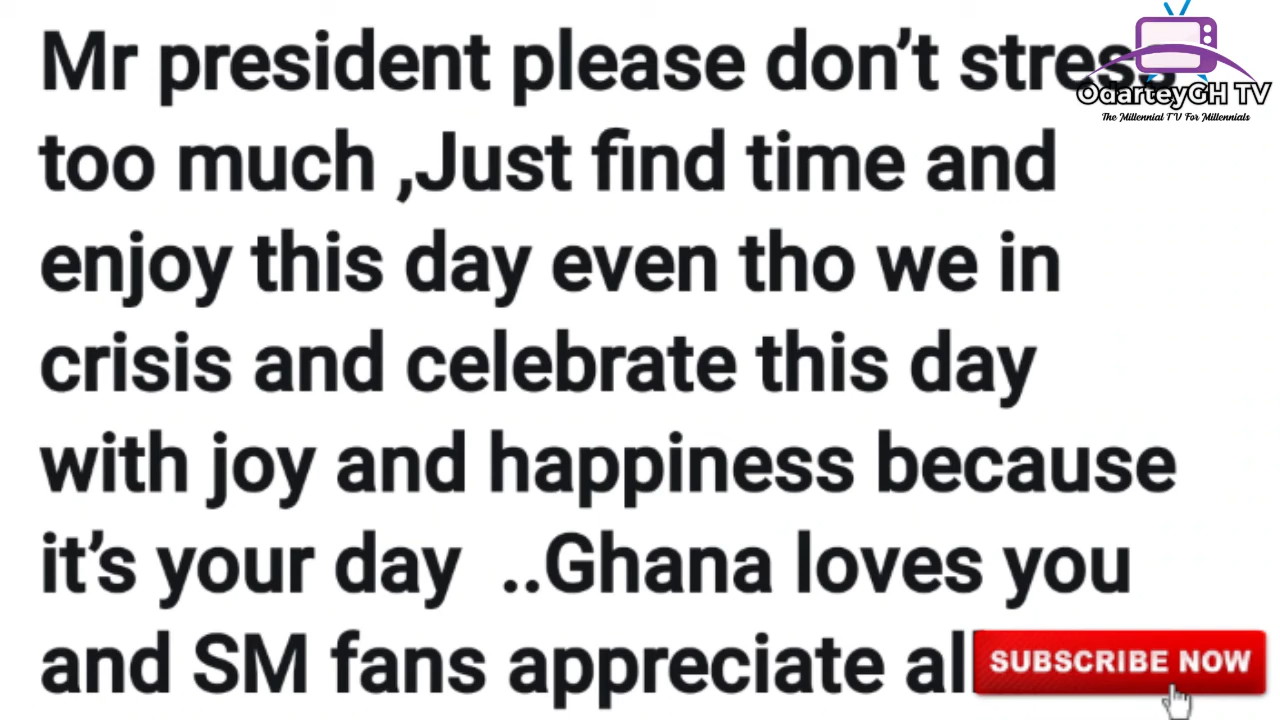 Mr president please don’t stress
too much ,Just find time and
enjoy this day even tho we in
crisis and celebrate this day
with joy and happiness because
it’s your day ..Ghana loves you
and SM fans appreciate al
OdarteyGH TV
The Millennial TV For Millennials
SUBSCRIBE NOW